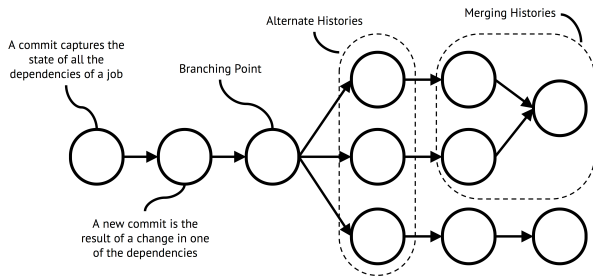 Merging Histories
Alternate Histories
A commit captures the
state of all the
dependencies of a job
Branching Point
A new commit is the
result of a change in one
of the dependencies